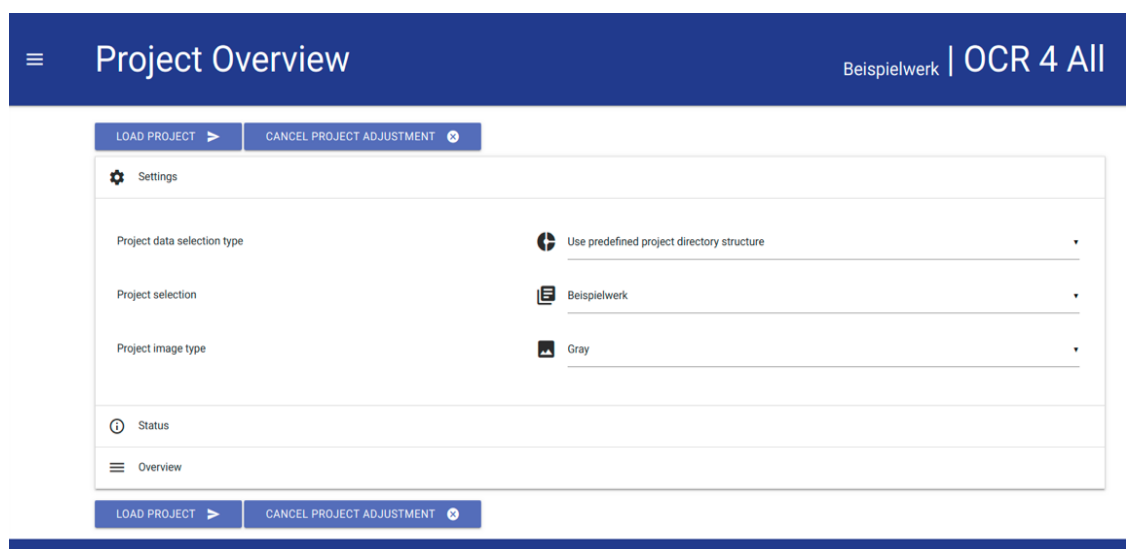 Project Overview
Beispielwerk | OCR 4 All
LOAD PROJECT CANCEL PROJECT ADJUSTMENT
Settings
Project data selection type Use predefined project directory structure
Project selection Beispielwerk
Project image type Gray
Status
Overview
LOAD PROJECT CANCEL PROJECT ADJUSTMENT